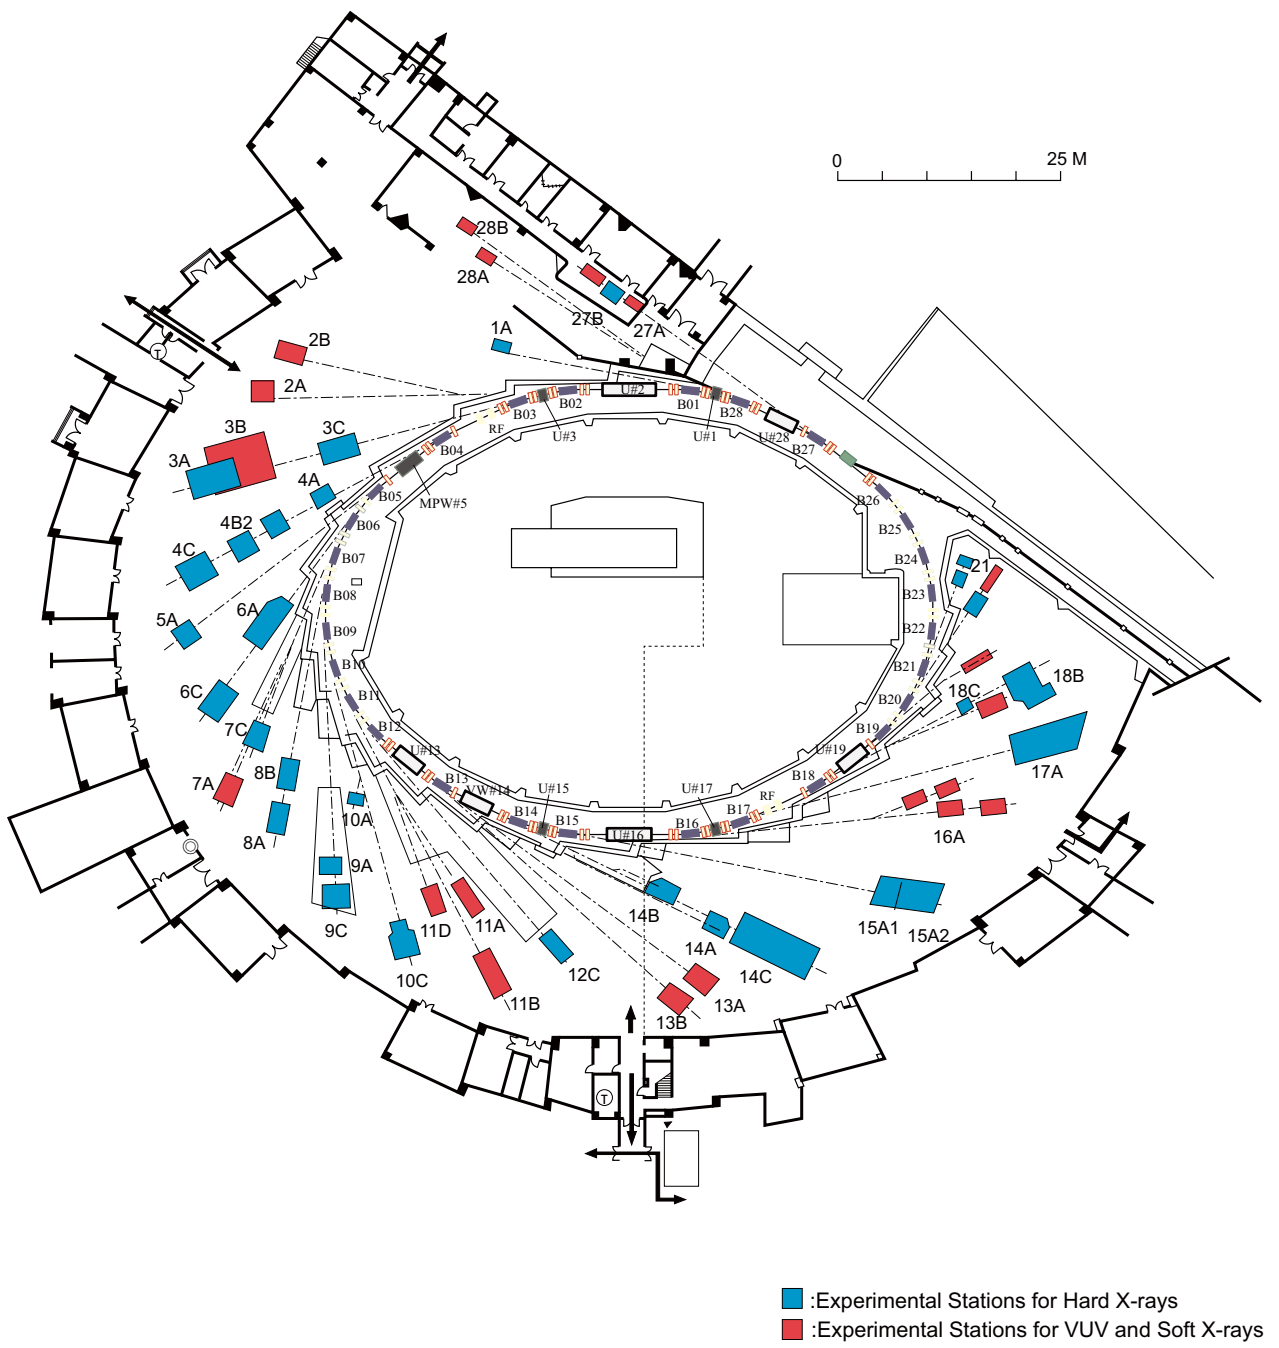 0 25 M
28B
28A
27B
27A
1A
2B
2A
3B
3C
3A
4A
4B2
4C
5A
6A
6C
7C
7A
8B
8A
10A
9A
9C
10C
11D
11A
11B
12C
13B
13A
14B
14A
14C
15A1
15A2
16A
17A
18C
18B
21
U#2
B01
B28
B02
B03
U#3
U#1
RF
B04
MPW#5
B05
B06
B07
B08
B09
B10
B11
B12
U#13
B13
VW#14
B14
U#15
B15
U#16
B16
U#17
B17
RF
B18
U#19
B19
B20
B21
B22
B23
B24
B25
B26
B27
U#28
T
T
:Experimental Stations for Hard X-rays
:Experimental Stations for VUV and Soft X-rays